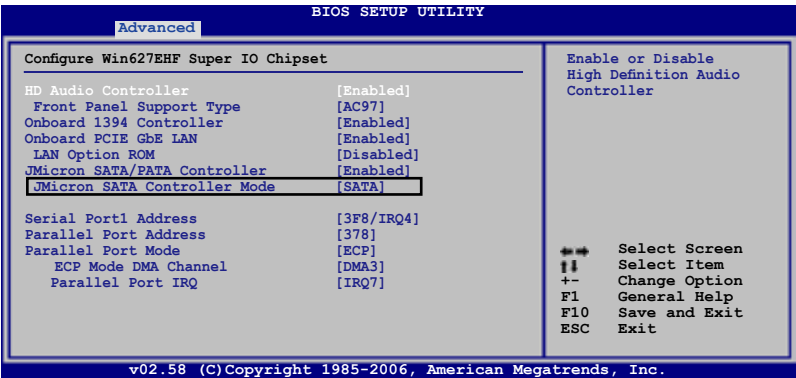 BIOS SETUP UTILITY
Advanced
Configure Win627EHF Super IO Chipset
HD Audio Controller [Enabled]
Front Panel Support Type [AC97]
Onboard 1394 Controller [Enabled]
Onboard PCIE GbE LAN [Enabled]
LAN Option ROM [Disabled]
JMicron SATA/PATA Controller [Enabled]
JMicron SATA Controller Mode [SATA]
Serial Port1 Address [3F8/IRQ4]
Parallel Port Address [378]
Parallel Port Mode [ECP]
ECP Mode DMA Channel [DMA3]
Parallel Port IRQ [IRQ7]
Enable or Disable
High Definition Audio
Controller
Select Screen
Select Item
+- Change Option
F1 General Help
F10 Save and Exit
ESC Exit
v02.58 (C)Copyright 1985-2006, American Megatrends, Inc.